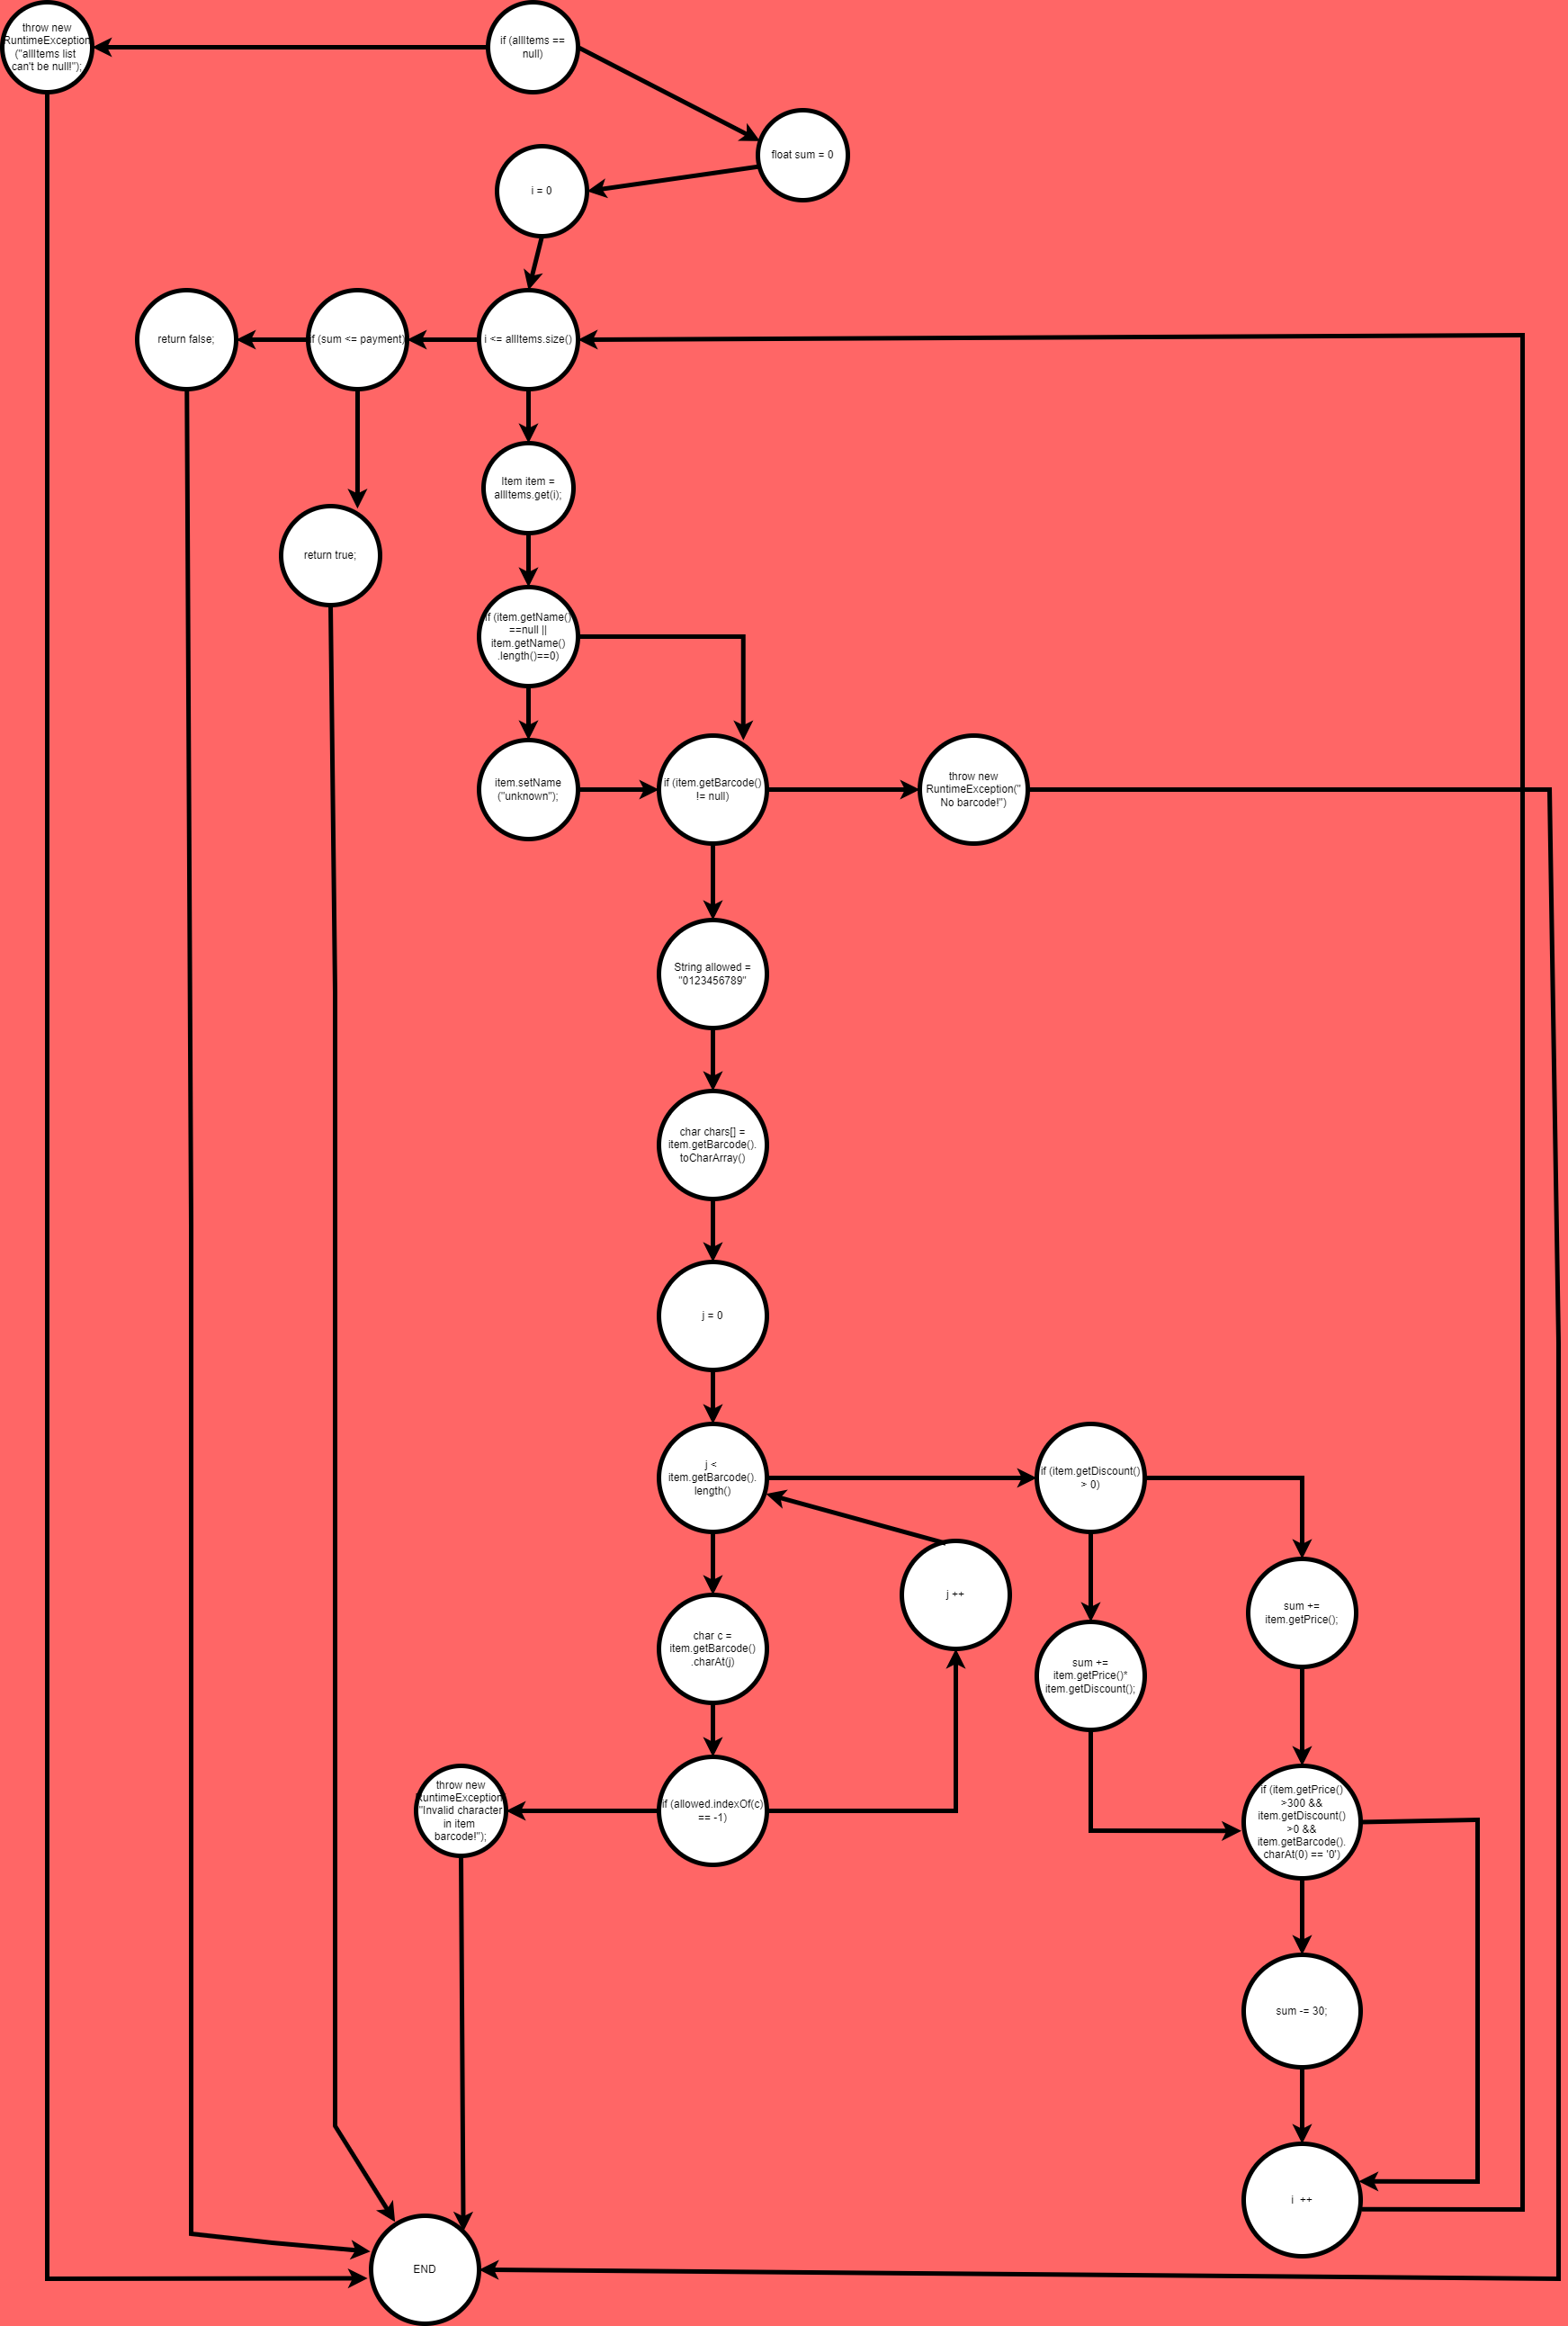 throw new
RuntimeException
("allItems list
can't be null!");
if (allItems ==
null)
float sum = 0
i = 0
return false;
if (sum <= payment)
i <= allItems.size()
Item item =
allItems.get(i);
return true;
if (item.getName()
==null ||
item.getName()
.length()==0)
item.setName
("unknown");
if (item.getBarcode()
!= null)
throw new
RuntimeException("
No barcode!")
String allowed =
"0123456789"
char chars[] =
item.getBarcode().
toCharArray()
j = 0
j <
item.getBarcode().
length()
if (item.getDiscount()
> 0)
j ++
sum +=
item.getPrice();
char c =
item.getBarcode()
.charAt(j)
sum +=
item.getPrice()*
item.getDiscount();
throw new
RuntimeException
"Invalid character
in item
barcode!");
if (allowed.indexOf(c)
== -1)
if (item.getPrice()
>300 &&
item.getDiscount()
>0 &&
item.getBarcode().
charAt(0) == '0')
sum -= 30;
i ++
END